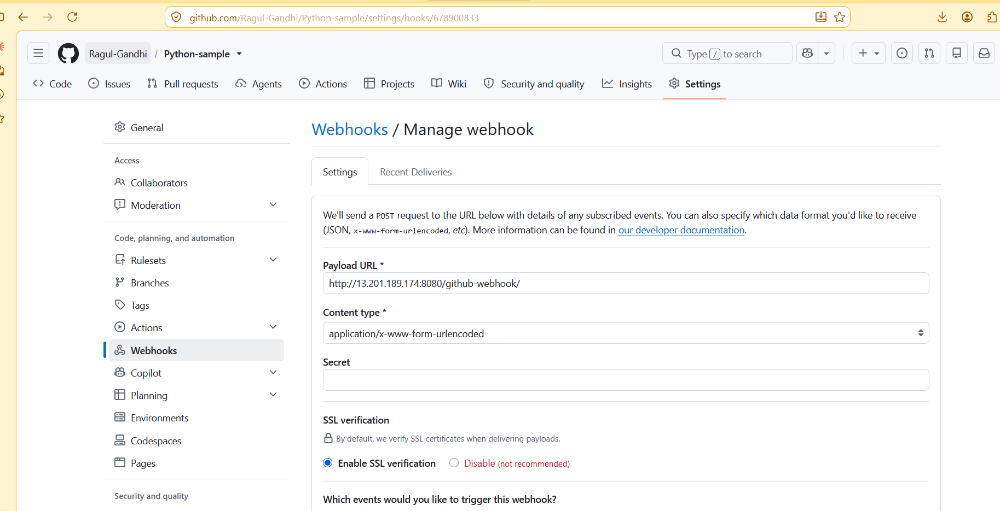 github.com/Ragul-Gandhi/Python-sample/settings/hooks/678900833
Ragul-Gandhi / Python-sample
Type / to search
Code
Issues
Pull requests
Agents
Actions
Projects
Wiki
Security and quality
Insights
Settings
General
Access
Collaborators
Moderation
Code, planning, and automation
Rulesets
Branches
Tags
Actions
Webhooks
Copilot
Planning
Environments
Codespaces
Pages
Security and quality
Webhooks / Manage webhook
Settings
Recent Deliveries
We'll send a POST request to the URL below with details of any subscribed events. You can also specify which data format you'd like to receive
(JSON, x-www-form-urlencoded, etc). More information can be found in our developer documentation.
Payload URL *
http://13.201.189.174:8080/github-webhook/
Content type *
application/x-www-form-urlencoded
Secret
SSL verification
By default, we verify SSL certificates when delivering payloads.
Enable SSL verification
Disable (not recommended)
Which events would you like to trigger this webhook?